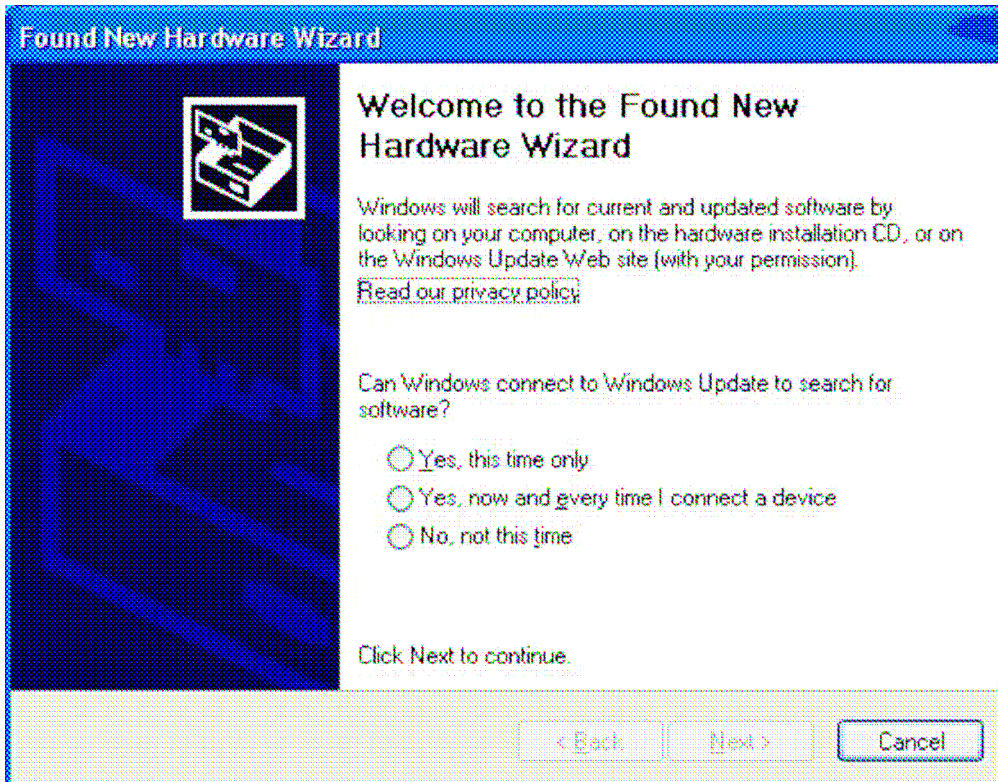 Found New Hardware Wizard
Welcome to the Found New
Hardware Wizard
Windows will search for current and updated software by
looking on your computer, on the hardware installation CD, or on
the Windows Update Web site (with your permission).
Read our privacy policy
Can Windows connect to Windows Update to search for
software?
Yes, this time only
Yes, now and every time I connect a device
No, not this time
Click Next to continue.
< Back Next > Cancel